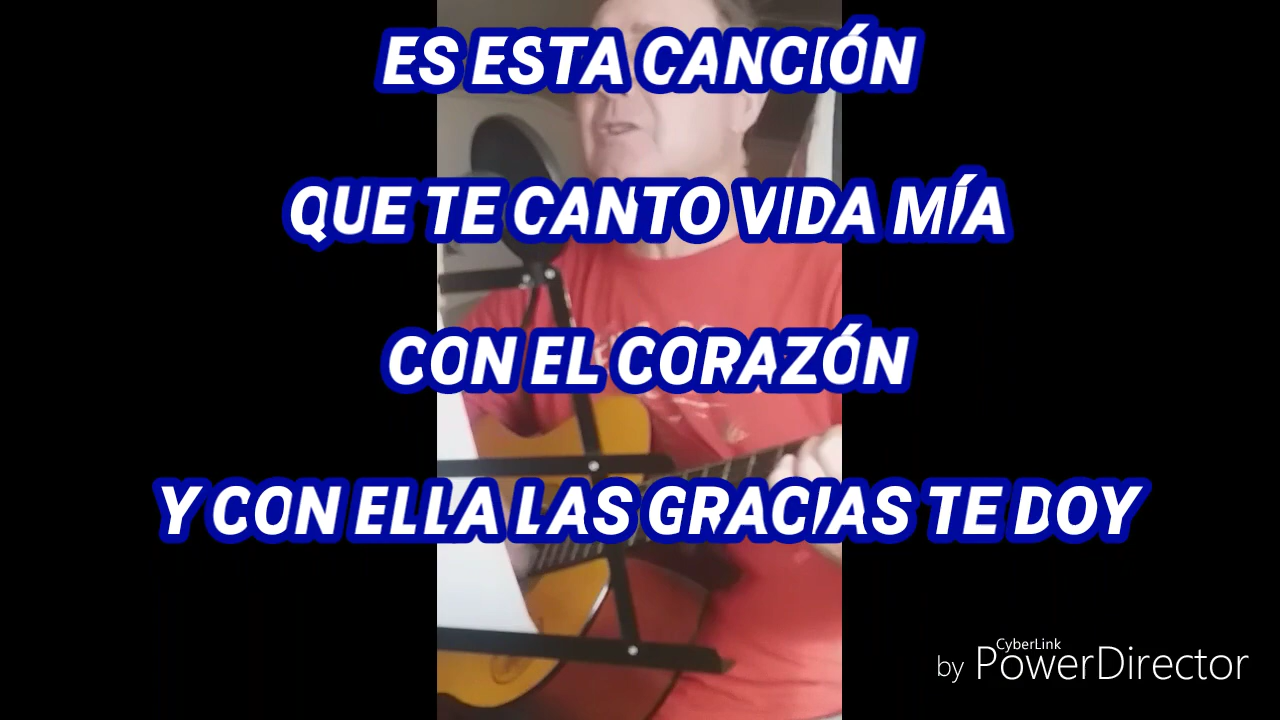 ES ESTA CANCIÓN
QUE TE CANTO VIDA MÍA
CON EL CORAZÓN
Y CON ELLA LAS GRACIAS TE DOY
CyberLink
by PowerDirector